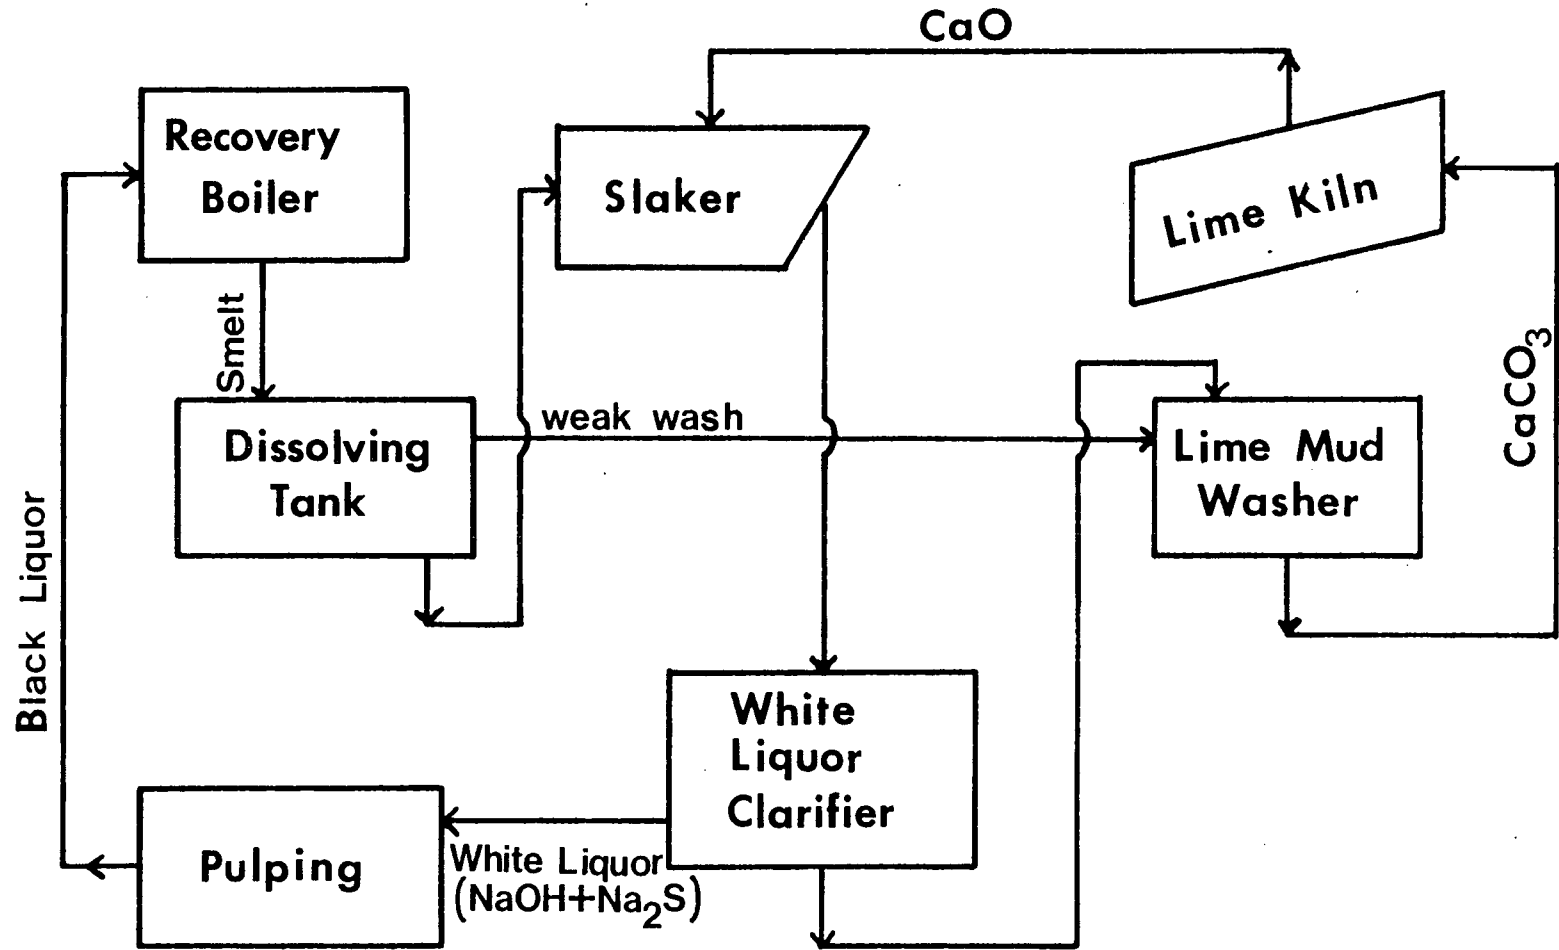 CaO
Recovery
Boiler
Slaker
Lime Kiln
Smelt
weak wash
CaCO₃
Dissolving
Tank
Lime Mud
Washer
Black Liquor
White
Liquor
Clarifier
Pulping
White Liquor
(NaOH+Na₂S)